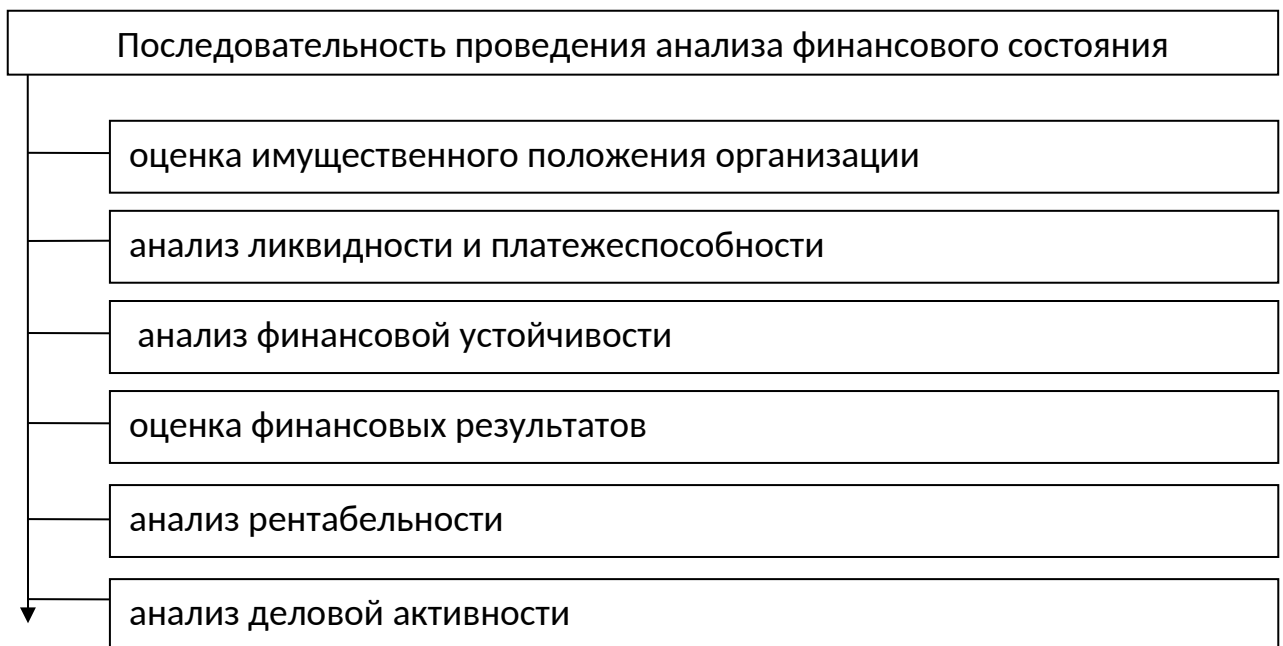 Последовательность проведения анализа финансового состояния
оценка имущественного положения организации
анализ ликвидности и платежеспособности
анализ финансовой устойчивости
оценка финансовых результатов
анализ рентабельности
анализ деловой активности